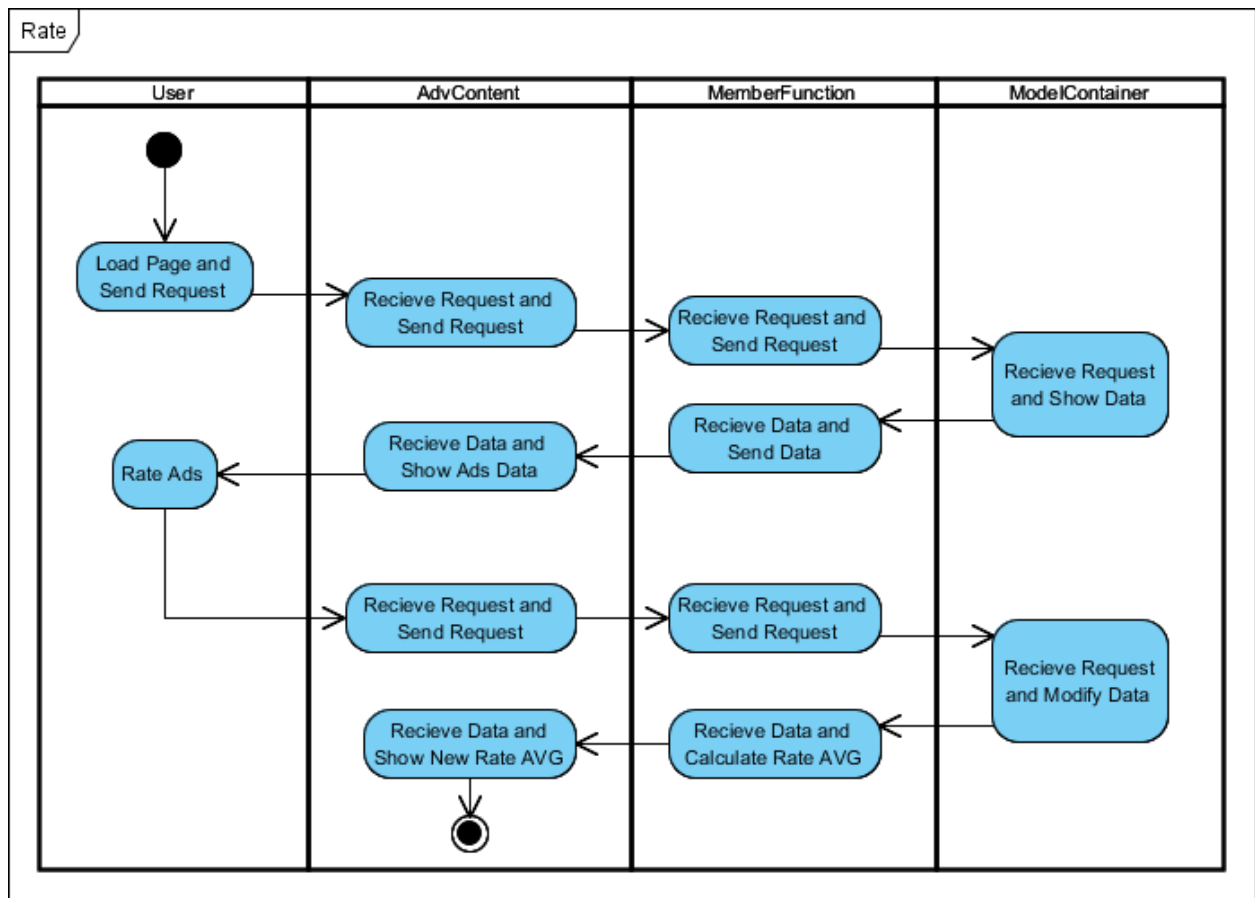 Rate
User
AdvContent
MemberFunction
ModelContainer
Load Page and
Send Request
Recieve Request and
Send Request
Recieve Request and
Send Request
Recieve Request
and Show Data
Recieve Data and
Send Data
Recieve Data and
Show Ads Data
Rate Ads
Recieve Request and
Send Request
Recieve Request and
Send Request
Recieve Request
and Modify Data
Recieve Data and
Calculate Rate AVG
Recieve Data and
Show New Rate AVG